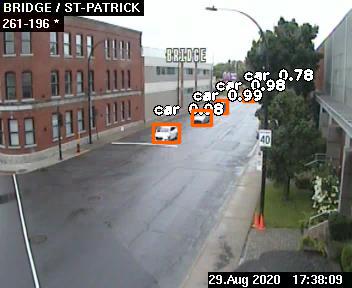 BRIDGE / ST-PATRICK
261-196 *
BRIDGE
car 0.78
car 0.98
car 0.99
car 0.98
40
29.Aug 2020 17:38:09